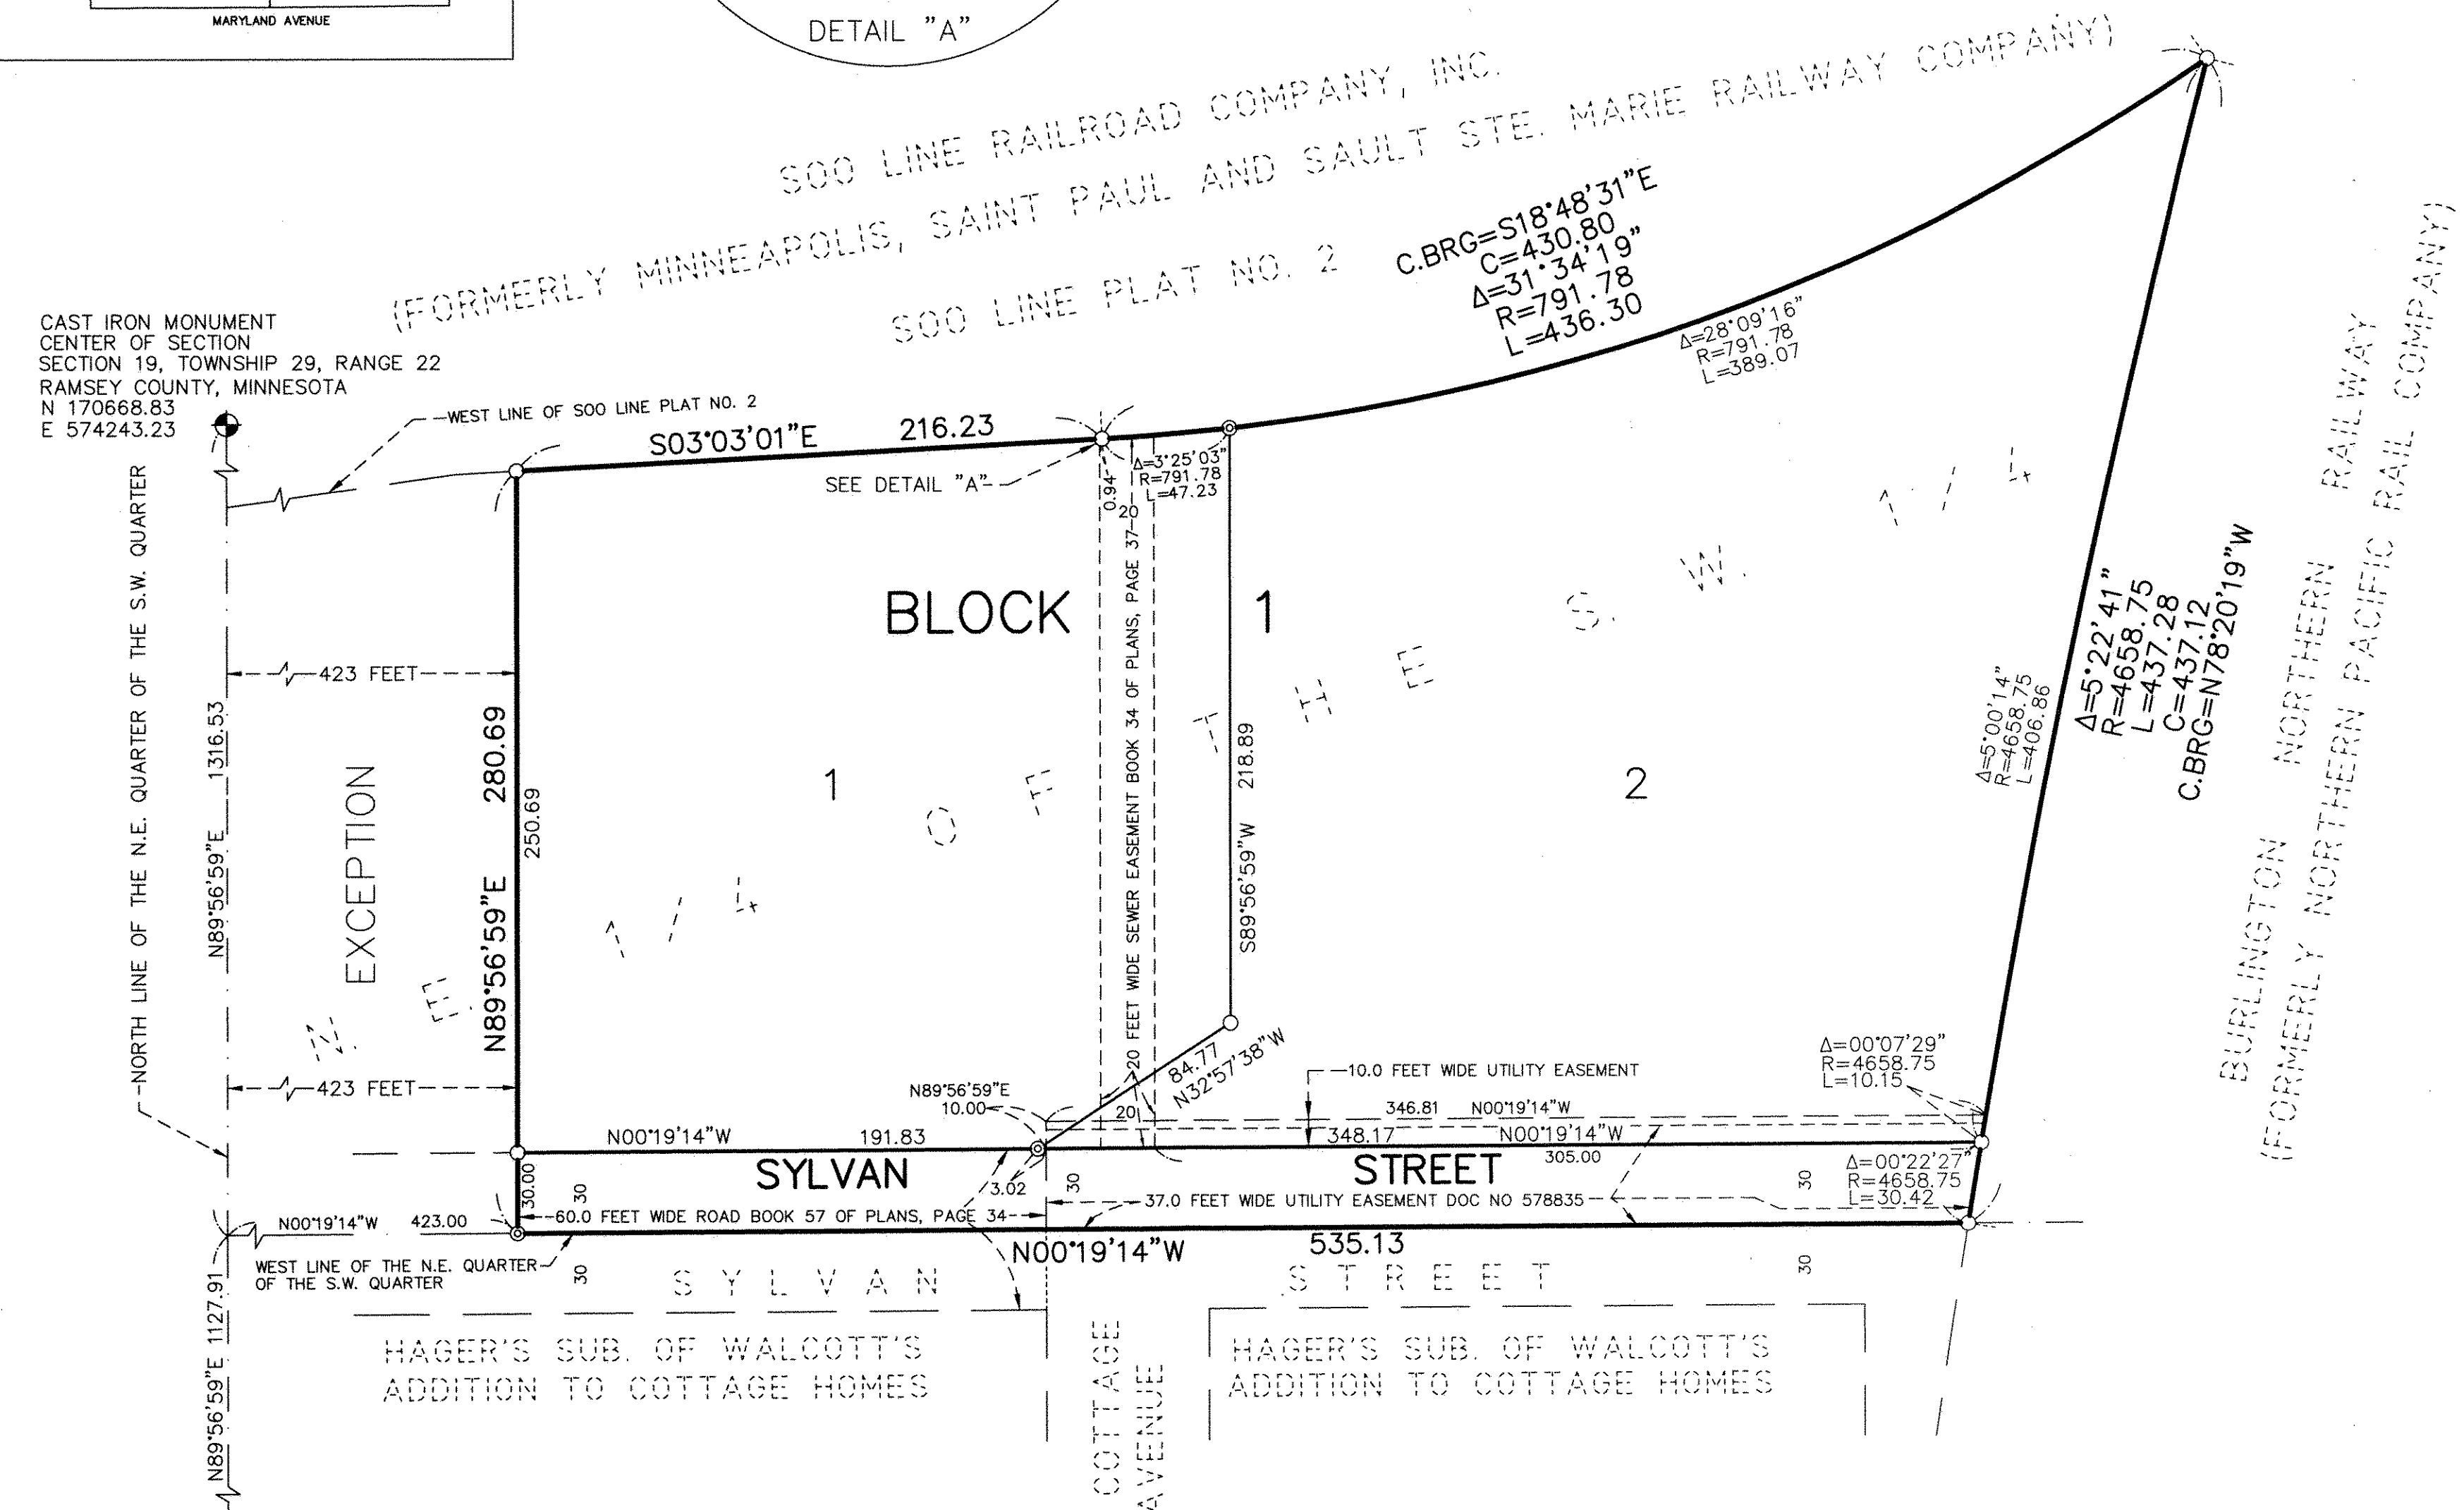 MARYLAND AVENUE
DETAIL "A"
SOO LINE RAILROAD COMPANY, INC.
(FORMERLY MINNEAPOLIS, SAINT PAUL AND SAULT STE. MARIE RAILWAY COMPANY)
SOO LINE PLAT NO. 2
C.BRG=S18°48'31"E
C=430.80
Δ=31°34'19"
R=791.78
L=436.30
Δ=28°09'16"
R=791.78
L=389.07
CAST IRON MONUMENT
CENTER OF SECTION
SECTION 19, TOWNSHIP 29, RANGE 22
RAMSEY COUNTY, MINNESOTA
N 170668.83
E 574243.23
WEST LINE OF SOO LINE PLAT NO. 2
S03°03'01"E 216.23
SEE DETAIL "A"
0.94
20
Δ=3°25'03"
R=791.78
L=47.23
NORTH LINE OF THE N.E. QUARTER OF THE S.W. QUARTER
N89°56'59"E 1316.53
423 FEET
EXCEPTION
N89°56'59"E 280.69
250.69
BLOCK 1
1
2
N. E. 1/4 OF THE S. W. 1/4
20 FEET WIDE SEWER EASEMENT BOOK 34 OF PLANS, PAGE 37
S89°56'59"W 218.89
Δ=5°00'14"
R=4658.75
L=406.86
Δ=5°22'41"
R=4658.75
L=437.28
C=437.12
C.BRG=N78°20'19"W
BURLINGTON NORTHERN RAILWAY
(FORMERLY NORTHERN PACIFIC RAIL COMPANY)
423 FEET
N89°56'59"E
10.00
84.77
N32°57'38"W
20
10.0 FEET WIDE UTILITY EASEMENT
346.81 N00°19'14"W
Δ=00°07'29"
R=4658.75
L=10.15
N00°19'14"W 191.83
348.17 N00°19'14"W
305.00
SYLVAN STREET
30.00
30
3.02
30
30
Δ=00°22'27"
R=4658.75
L=30.42
60.0 FEET WIDE ROAD BOOK 57 OF PLANS, PAGE 34
37.0 FEET WIDE UTILITY EASEMENT DOC NO 578835
N00°19'14"W 423.00
N00°19'14"W 535.13
WEST LINE OF THE N.E. QUARTER
OF THE S.W. QUARTER
30
30
SYLVAN STREET
N89°56'59"E 1127.91
HAGER'S SUB. OF WALCOTT'S
ADDITION TO COTTAGE HOMES
COTTAGE
AVENUE
HAGER'S SUB. OF WALCOTT'S
ADDITION TO COTTAGE HOMES